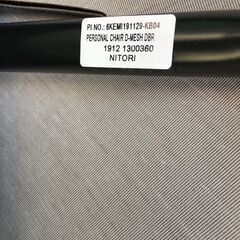 PI NO.: 6KEMI191129-KB04
PERSONAL CHAIR D-MESH DBR
1912 1300360
NITORI